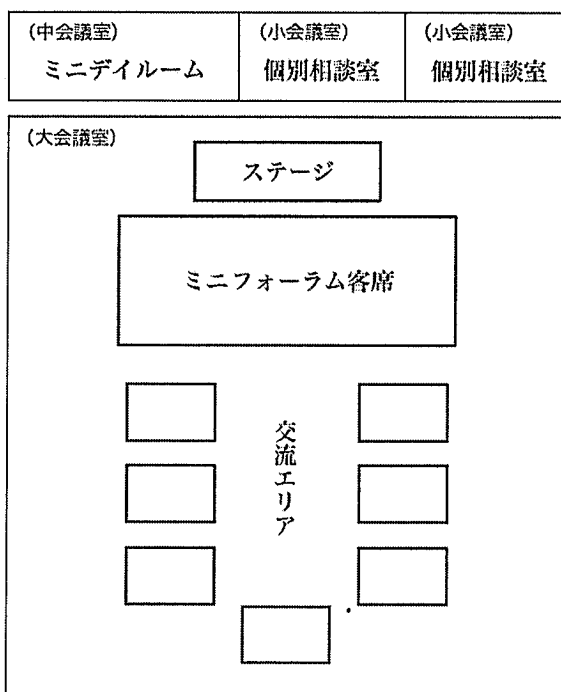 (中会議室)
ミニデイルーム
(小会議室)
個別相談室
(小会議室)
個別相談室
(大会議室)
ステージ
ミニフォーラム客席
交流エリア